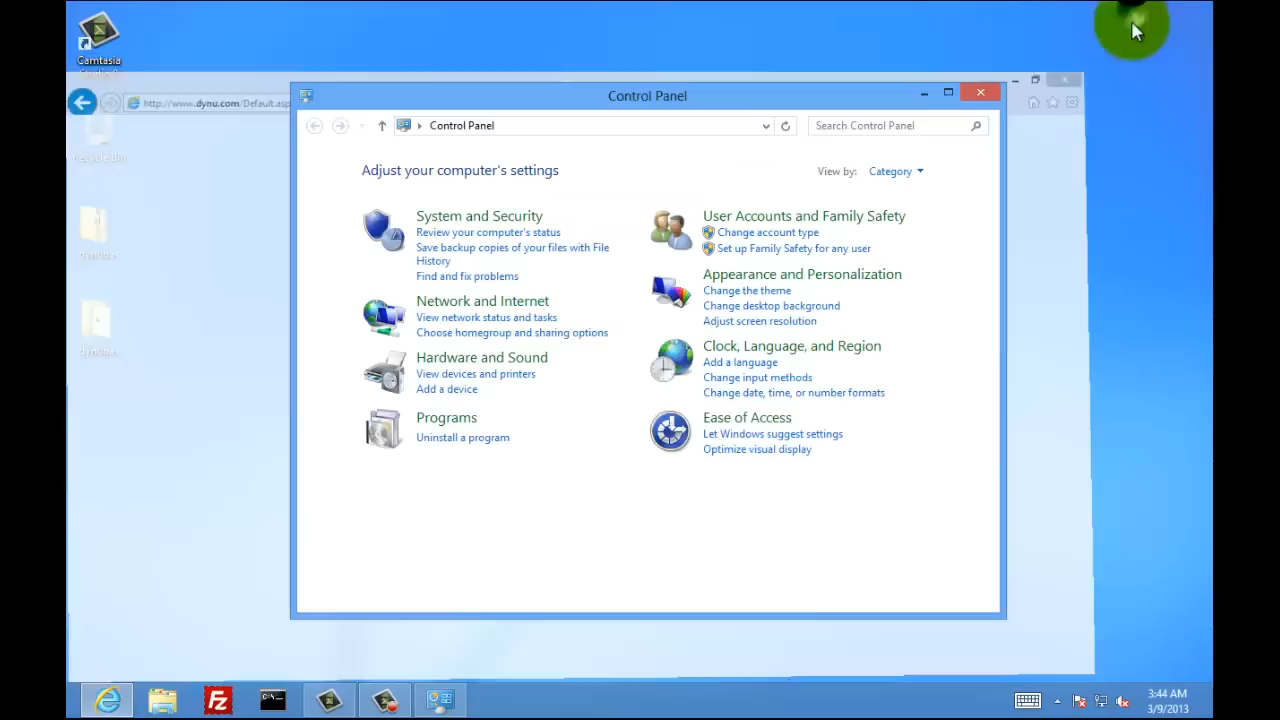 Camtasia
http://www.dynu.com/Default.asp
Control Panel
Control Panel
Search Control Panel
Adjust your computer's settings
View by: Category
System and Security
Review your computer's status
Save backup copies of your files with File
History
Find and fix problems
Network and Internet
View network status and tasks
Choose homegroup and sharing options
Hardware and Sound
View devices and printers
Add a device
Programs
Uninstall a program
User Accounts and Family Safety
Change account type
Set up Family Safety for any user
Appearance and Personalization
Change the theme
Change desktop background
Adjust screen resolution
Clock, Language, and Region
Add a language
Change input methods
Change date, time, or number formats
Ease of Access
Let Windows suggest settings
Optimize visual display
Recycle Bin
Fz
C:\
3:44 AM
3/9/2013